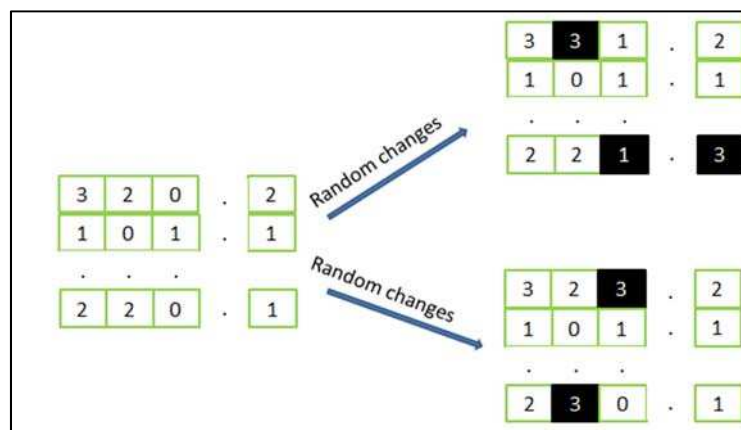 3 3 1 . 2
1 0 1 . 1
. . .
2 2 1 . 3
Random changes
3 2 0 . 2
1 0 1 . 1
. . .
2 2 0 . 1
Random changes
3 2 3 . 2
1 0 1 . 1
. . .
2 3 0 . 1